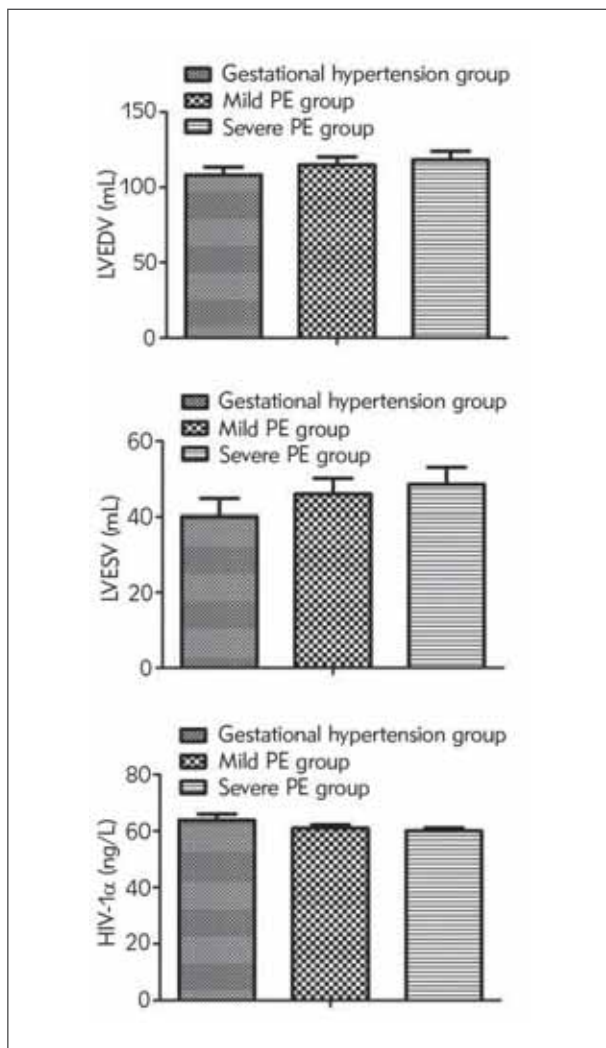 Gestational hypertension group
Mild PE group
Severe PE group
150
100
50
0
LVEDV (mL)
Gestational hypertension group
Mild PE group
Severe PE group
60
40
20
0
LVESV (mL)
Gestational hypertension group
Mild PE group
Severe PE group
80
60
40
20
0
HIV-1α (ng/L)